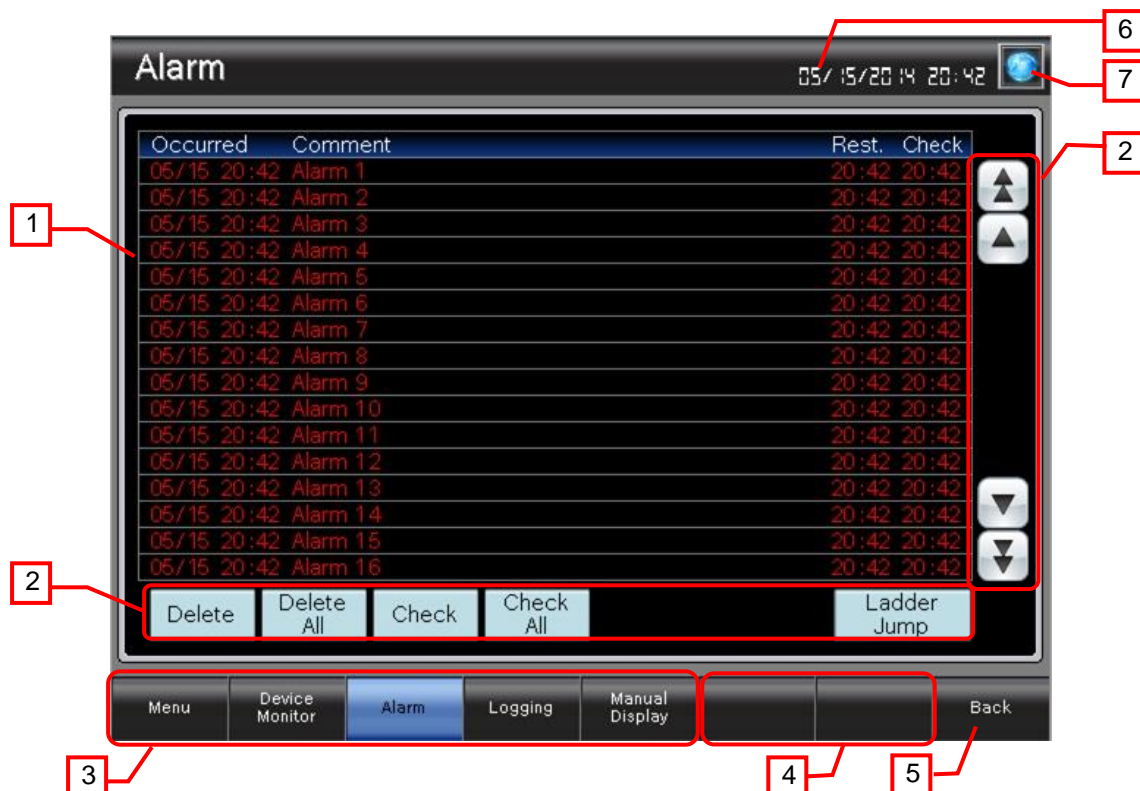 6
Alarm
05/15/2014 20:42
7
Occurred Comment Rest. Check
2
05/15 20:42 Alarm 1 20:42 20:42
05/15 20:42 Alarm 2 20:42 20:42
1
05/15 20:42 Alarm 3 20:42 20:42
05/15 20:42 Alarm 4 20:42 20:42
05/15 20:42 Alarm 5 20:42 20:42
05/15 20:42 Alarm 6 20:42 20:42
05/15 20:42 Alarm 7 20:42 20:42
05/15 20:42 Alarm 8 20:42 20:42
05/15 20:42 Alarm 9 20:42 20:42
05/15 20:42 Alarm 10 20:42 20:42
05/15 20:42 Alarm 11 20:42 20:42
05/15 20:42 Alarm 12 20:42 20:42
05/15 20:42 Alarm 13 20:42 20:42
05/15 20:42 Alarm 14 20:42 20:42
05/15 20:42 Alarm 15 20:42 20:42
05/15 20:42 Alarm 16 20:42 20:42
2
Delete
Delete
All
Check
Check
All
Ladder
Jump
Menu
Device
Monitor
Alarm
Logging
Manual
Display
Back
3
4
5